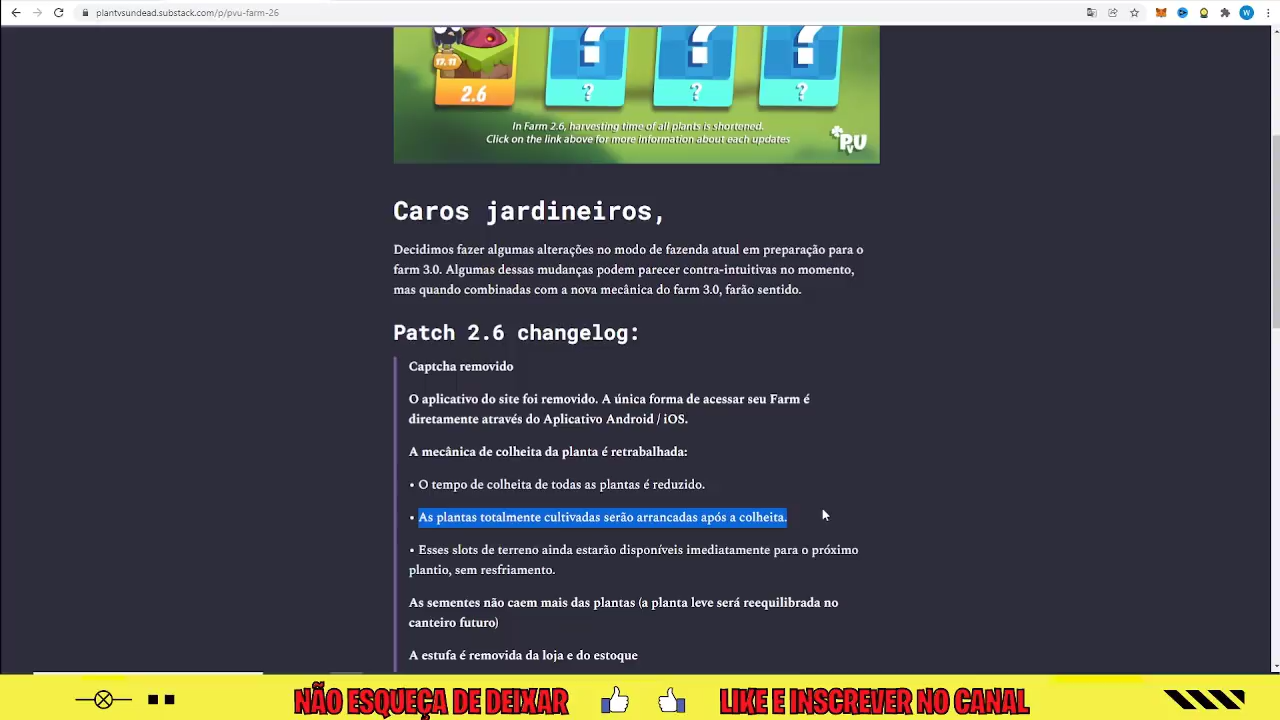 plantvsundead.substack.com/p/pvu-farm-26
W
17, 11
2.6
?
?
?
?
?
?
In Farm 2.6, harvesting time of all plants is shortened.
Click on the link above for more information about each updates
PVU
Caros jardineiros,
Decidimos fazer algumas alterações no modo de fazenda atual em preparação para o
farm 3.0. Algumas dessas mudanças podem parecer contra-intuitivas no momento,
mas quando combinadas com a nova mecânica do farm 3.0, farão sentido.
Patch 2.6 changelog:
Captcha removido
O aplicativo do site foi removido. A única forma de acessar seu Farm é
diretamente através do Aplicativo Android / iOS.
A mecânica de colheita da planta é retrabalhada:
• O tempo de colheita de todas as plantas é reduzido.
• As plantas totalmente cultivadas serão arrancadas após a colheita.
• Esses slots de terreno ainda estarão disponíveis imediatamente para o próximo
plantio, sem resfriamento.
As sementes não caem mais das plantas (a planta leve será reequilibrada no
canteiro futuro)
A estufa é removida da loja e do estoque
NÃO ESQUEÇA DE DEIXAR
LIKE E INSCREVER NO CANAL